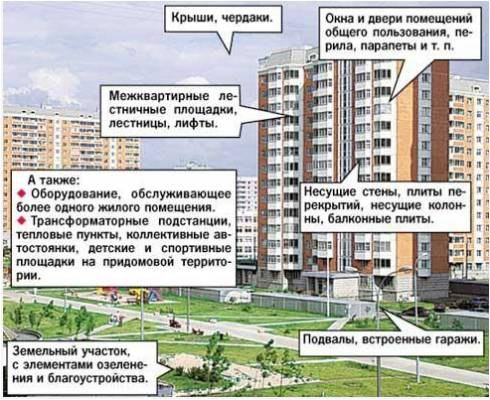 Крыши, чердаки.
Окна и двери помещений
общего пользования, пе-
рила, парапеты и т. п.
Межквартирные ле-
стничные площадки,
лестницы, лифты.
А также:
◆ Оборудование, обслуживающее
более одного жилого помещения.
◆ Трансформаторные подстанции,
тепловые пункты, коллективные ав-
тостоянки, детские и спортивные
площадки на придомовой террито-
рии.
Несущие стены, плиты пе-
рекрытий, несущие колон-
ны, балконные плиты.
Подвалы, встроенные гаражи.
Земельный участок,
с элементами озелене-
ния и благоустройства.